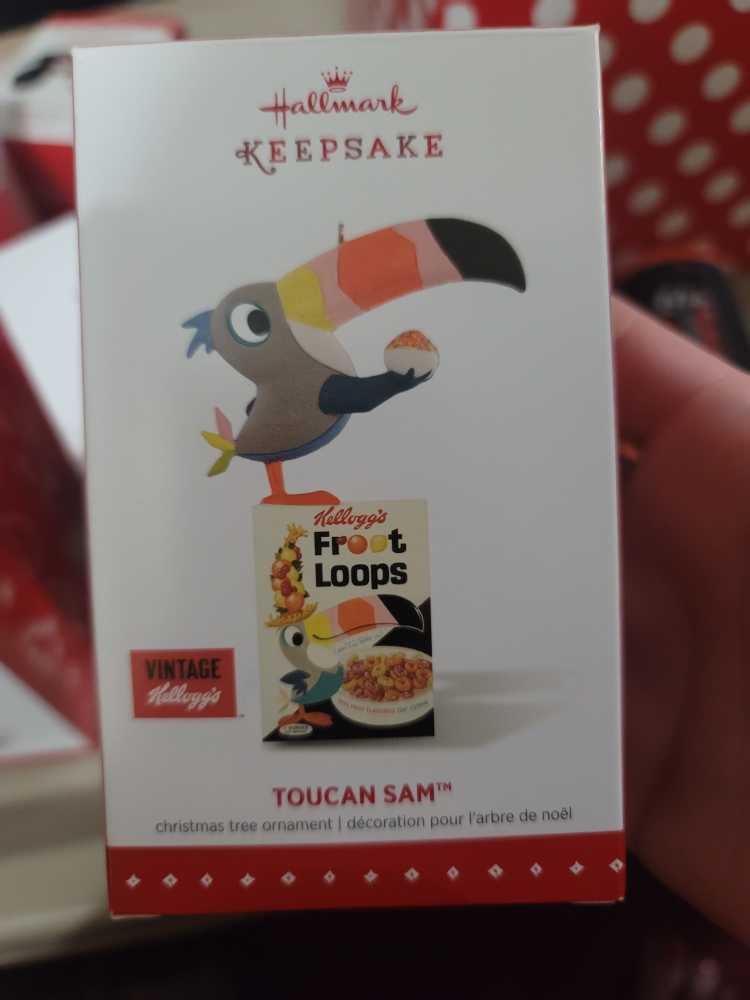 Hallmark
KEEPSAKE
Kellogg's
Froot
Loops
VINTAGE
Kellogg's
TOUCAN SAM™
christmas tree ornament | décoration pour l'arbre de noël